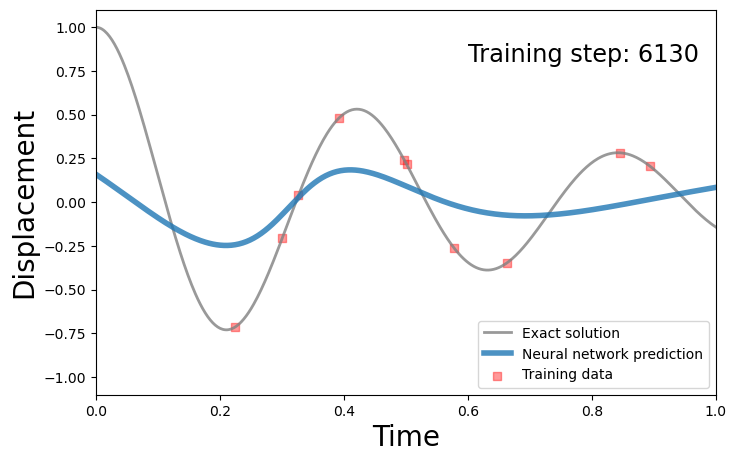 Training step: 6130
1.00
0.75
0.50
0.25
0.00
−0.25
−0.50
−0.75
−1.00
Displacement
Exact solution
Neural network prediction
Training data
0.0 0.2 0.4 0.6 0.8 1.0
Time